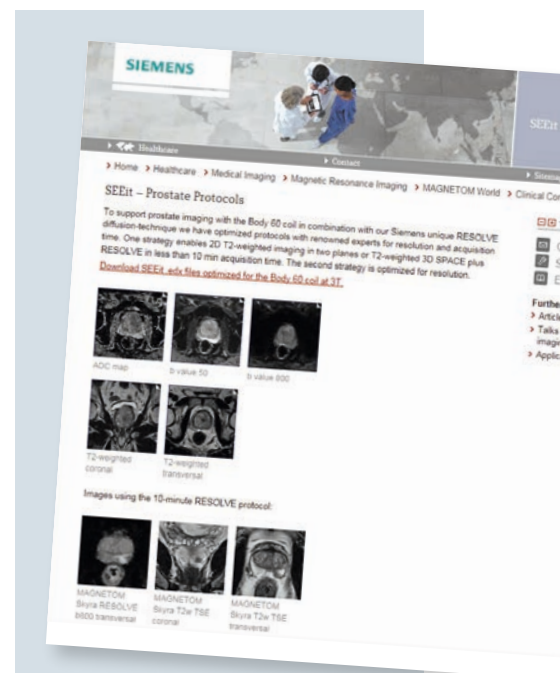 SIEMENS
SEEit
Healthcare
Contact
Home Healthcare Medical Imaging Magnetic Resonance Imaging MAGNETOM World Clinical Cor
SEEit – Prostate Protocols
To support prostate imaging with the Body 60 coil in combination with our Siemens unique RESOLVE
diffusion-technique we have optimized protocols with renowned experts for resolution and acquisition
time. One strategy enables 2D T2-weighted imaging in two planes or T2-weighted 3D SPACE plus
RESOLVE in less than 10 min acquisition time. The second strategy is optimized for resolution.
Download SEEit .edx files optimized for the Body 60 coil at 3T.
Furthe
Article
Talks
imagin
Applic
ADC map
b value 50
b value 800
T2-weighted
coronal
T2-weighted
transversal
Images using the 10-minute RESOLVE protocol:
MAGNETOM
Skyra RESOLVE
b800 transversal
MAGNETOM
Skyra T2w TSE
coronal
MAGNETOM
Skyra T2w TSE
transversal